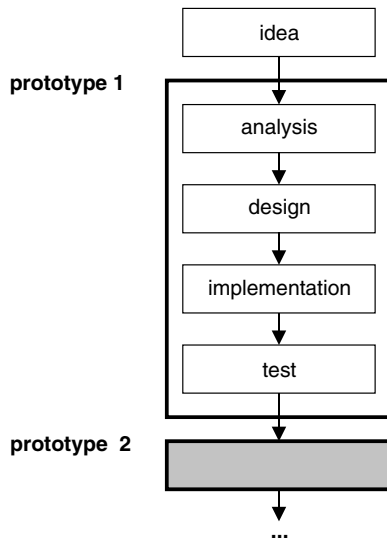 idea
prototype 1
analysis
design
implementation
test
prototype 2
...